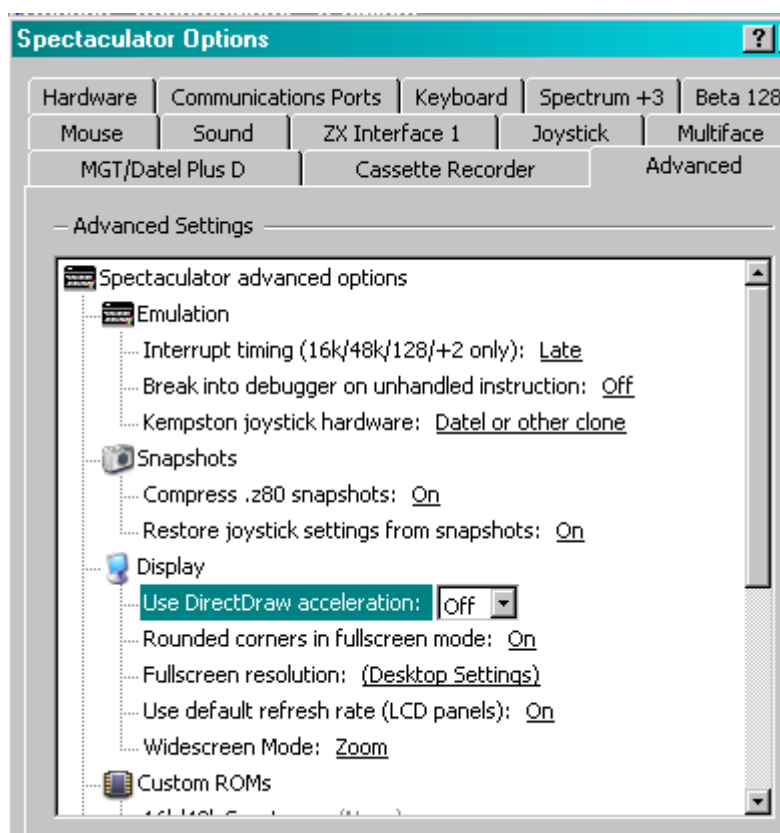 Spectaculator Options ?
Hardware Communications Ports Keyboard Spectrum +3 Beta 128
Mouse Sound ZX Interface 1 Joystick Multiface
MGT/Datel Plus D Cassette Recorder Advanced
Advanced Settings
Spectaculator advanced options
Emulation
Interrupt timing (16k/48k/128/+2 only): Late
Break into debugger on unhandled instruction: Off
Kempston joystick hardware: Datel or other clone
Snapshots
Compress .z80 snapshots: On
Restore joystick settings from snapshots: On
Display
Use DirectDraw acceleration: Off
Rounded corners in fullscreen mode: On
Fullscreen resolution: (Desktop Settings)
Use default refresh rate (LCD panels): On
Widescreen Mode: Zoom
Custom ROMs